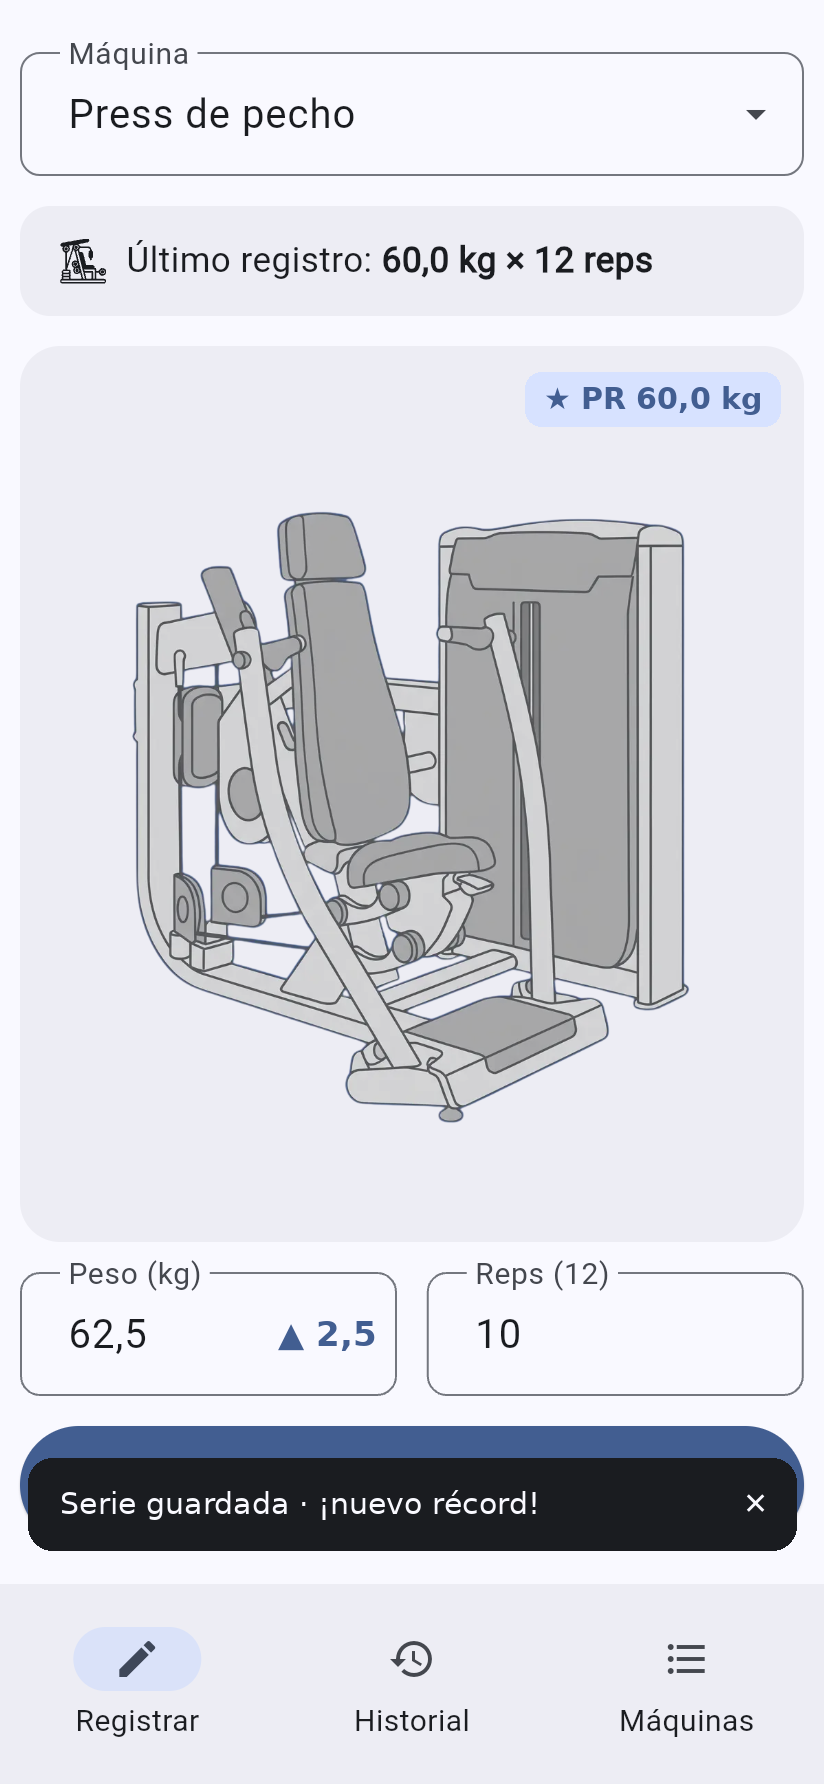 Máquina
Press de pecho
Último registro: 60,0 kg × 12 reps
★ PR 60,0 kg
Peso (kg)
62,5 ▲ 2,5
Reps (12)
10
Serie guardada · ¡nuevo récord! ✕
Registrar
Historial
Máquinas